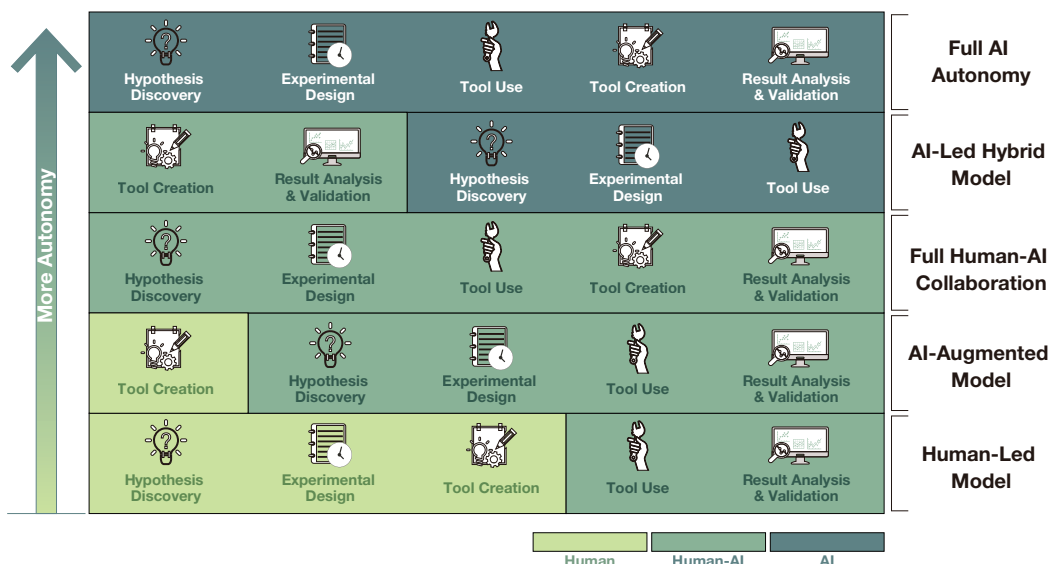 Hypothesis
Discovery
Experimental
Design
Tool Use
Tool Creation
Result Analysis
& Validation
Full AI
Autonomy
Tool Creation
Result Analysis
& Validation
Hypothesis
Discovery
Experimental
Design
Tool Use
AI-Led Hybrid
Model
Hypothesis
Discovery
Experimental
Design
Tool Use
Tool Creation
Result Analysis
& Validation
Full Human-AI
Collaboration
Tool Creation
Hypothesis
Discovery
Experimental
Design
Tool Use
Result Analysis
& Validation
AI-Augmented
Model
Hypothesis
Discovery
Experimental
Design
Tool Creation
Tool Use
Result Analysis
& Validation
Human-Led
Model
More Autonomy
Human
Human-AI
AI